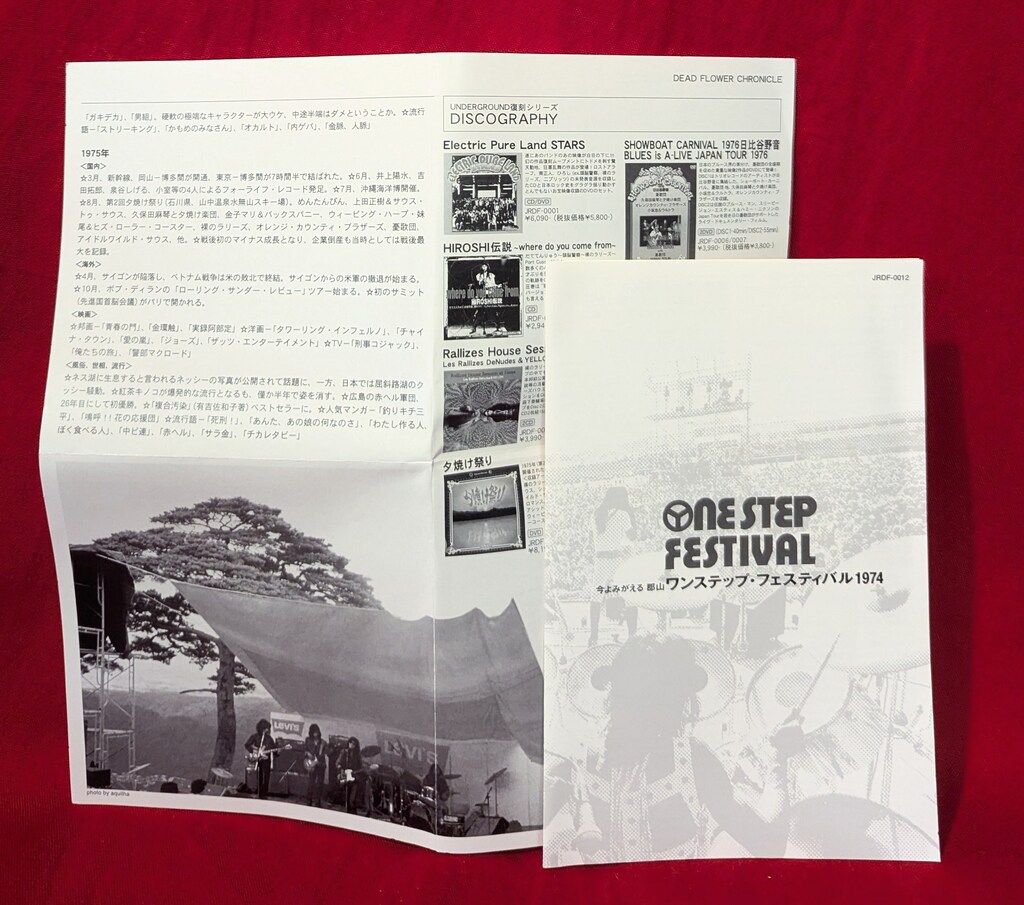 「ガキデカ」、「男組」、硬軟の極端なキャラクターが大ウケ、中途半端はダメということか。☆流行
語−「ストリーキング」、「かもめのみなさん」、「オカルト」、「内ゲバ」、「金脈、人脈」
1975年
<国内>
☆3月、新幹線、岡山−博多間が開通、東京−博多間が7時間半で結ばれた。☆6月、井上陽水、吉
田拓郎、泉谷しげる、小室等の4人によるフォーライフ・レコード発足。☆7月、沖縄海洋博開催。
☆8月、第2回夕焼け祭り(石川県、山中温泉水無山スキー場)、めんたんぴん、上田正樹&サウス・
トゥ・サウス、久保田麻琴と夕焼け楽団、金子マリ&バックスバニー、ウィーピング・ハープ・妹
尾&ヒズ・ローラー・コースター、裸のラリーズ、オレンジ・カウンティ・ブラザーズ、憂歌団、
アイドルワイルド・サウス、他。☆戦後初のマイナス成長となり、企業倒産も当時としては戦後最
大を記録。
<海外>
☆4月、サイゴンが陥落し、ベトナム戦争は米の敗北で終結。サイゴンからの米軍の撤退が始まる。
☆10月、ボブ・ディランの「ローリング・サンダー・レビュー」ツアー始まる。☆初のサミット
(先進国首脳会議)がパリで開かれる。
<映画>
☆邦画−「青春の門」、「金環蝕」、「実録阿部定」☆洋画−「タワーリング・インフェルノ」、「チャイ
ナ・タウン」、「愛の嵐」、「ジョーズ」、「ザッツ・エンターテイメント」☆TV−「刑事コジャック」、
「俺たちの旅」、「警部マクロード」
<風俗、世相、流行>
☆ネス湖に生息すると言われるネッシーの写真が公開されて話題に、一方、日本では屈斜路湖のク
ッシー騒動。☆紅茶キノコが爆発的な流行となるも、僅か半年で姿を消す。☆広島の赤ヘル軍団、
26年目にして初優勝。☆「複合汚染」(有吉佐和子著)ベストセラーに。☆人気マンガ−「釣りキチ三
平」、「嗚呼!!花の応援団」☆流行語−「死刑!」、「あんた、あの娘の何なのさ」、「わたし作る人、
ぼく食べる人」、「中ピ連」、「赤ヘル」、「サラ金」、「チカレタビー」
LEVI'S
LEVI'S
photo by aquilha
DEAD FLOWER CHRONICLE
UNDERGROUND復刻シリーズ
DISCOGRAPHY
Electric Pure Land STARS
CD/DVD
JRDF-0001
¥6,090−(税抜価格¥5,800−)
HIROSHI伝説 ~where do you come from~
CD
JRDF-
¥2,94
Rallizes House Ses
Les Rallizes DeNudes & YELLO
2CD
JRDF-00
¥3,990
夕焼け祭り
DVD
JRDF
¥8,1
SHOWBOAT CARNIVAL 1976日比谷野音
BLUES is A-LIVE JAPAN TOUR 1976
2DVD (DISC1-40min/DISC2-55min)
JRDF-0006/0007
¥3,990−(税抜価格¥3,800−)
JRDF-0012
ONE STEP
FESTIVAL
今よみがえる 郡山 ワンステップ・フェスティバル1974